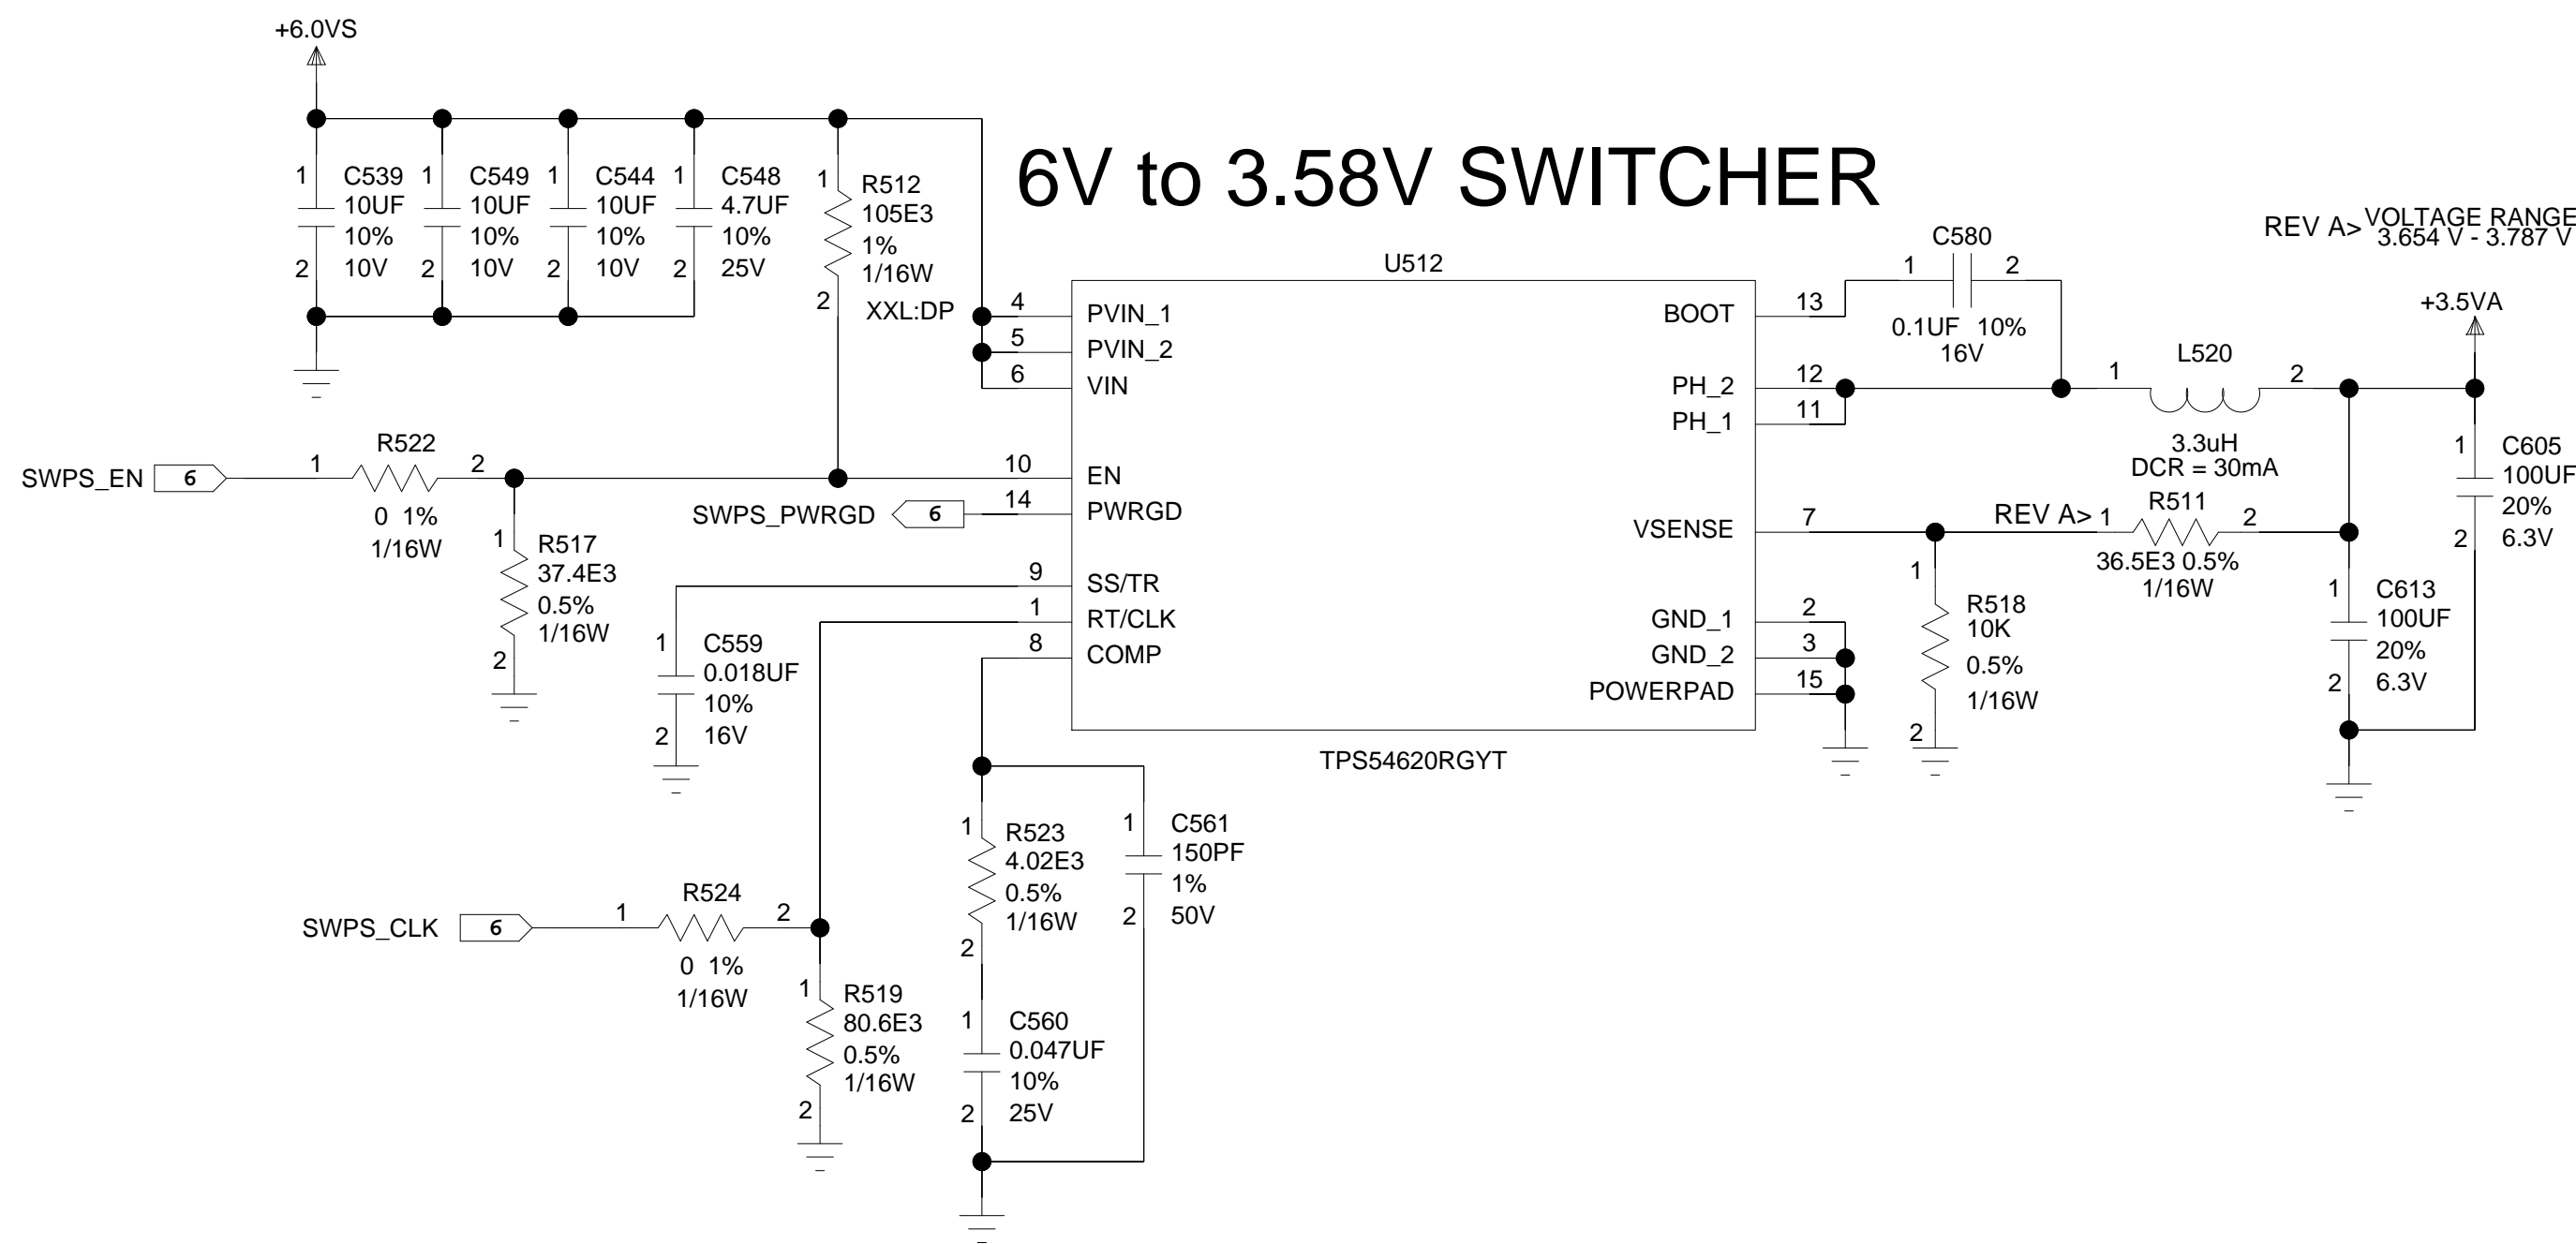 +6.0VS
6V to 3.58V SWITCHER
REV A> VOLTAGE RANGE
3.654 V - 3.787 V
1 C539
10UF
10%
2 10V
1 C549
10UF
10%
2 10V
1 C544
10UF
10%
2 10V
1 C548
4.7UF
10%
2 25V
1 R512
105E3
1%
1/16W
2
XXL:DP
U512
4 PVIN_1
5 PVIN_2
6 VIN
10 EN
14 PWRGD
9 SS/TR
1 RT/CLK
8 COMP
BOOT 13
PH_2 12
PH_1 11
VSENSE 7
GND_1 2
GND_2 3
POWERPAD 15
TPS54620RGYT
C580
1 2
0.1UF 10%
16V
+3.5VA
L520
1 2
3.3uH
DCR = 30mA
REV A> 1 R511 2
36.5E3 0.5%
1/16W
1 C605
100UF
20%
2 6.3V
1 C613
100UF
20%
2 6.3V
1
R518
10K
0.5%
1/16W
2
SWPS_EN 6
R522
1 2
0 1%
1/16W
SWPS_PWRGD 6
1 R517
37.4E3
0.5%
1/16W
2
1 C559
0.018UF
10%
2 16V
SWPS_CLK 6
R524
1 2
0 1%
1/16W
1 R519
80.6E3
0.5%
1/16W
2
1 R523
4.02E3
0.5%
1/16W
2
1 C561
150PF
1%
2 50V
1 C560
0.047UF
10%
2 25V